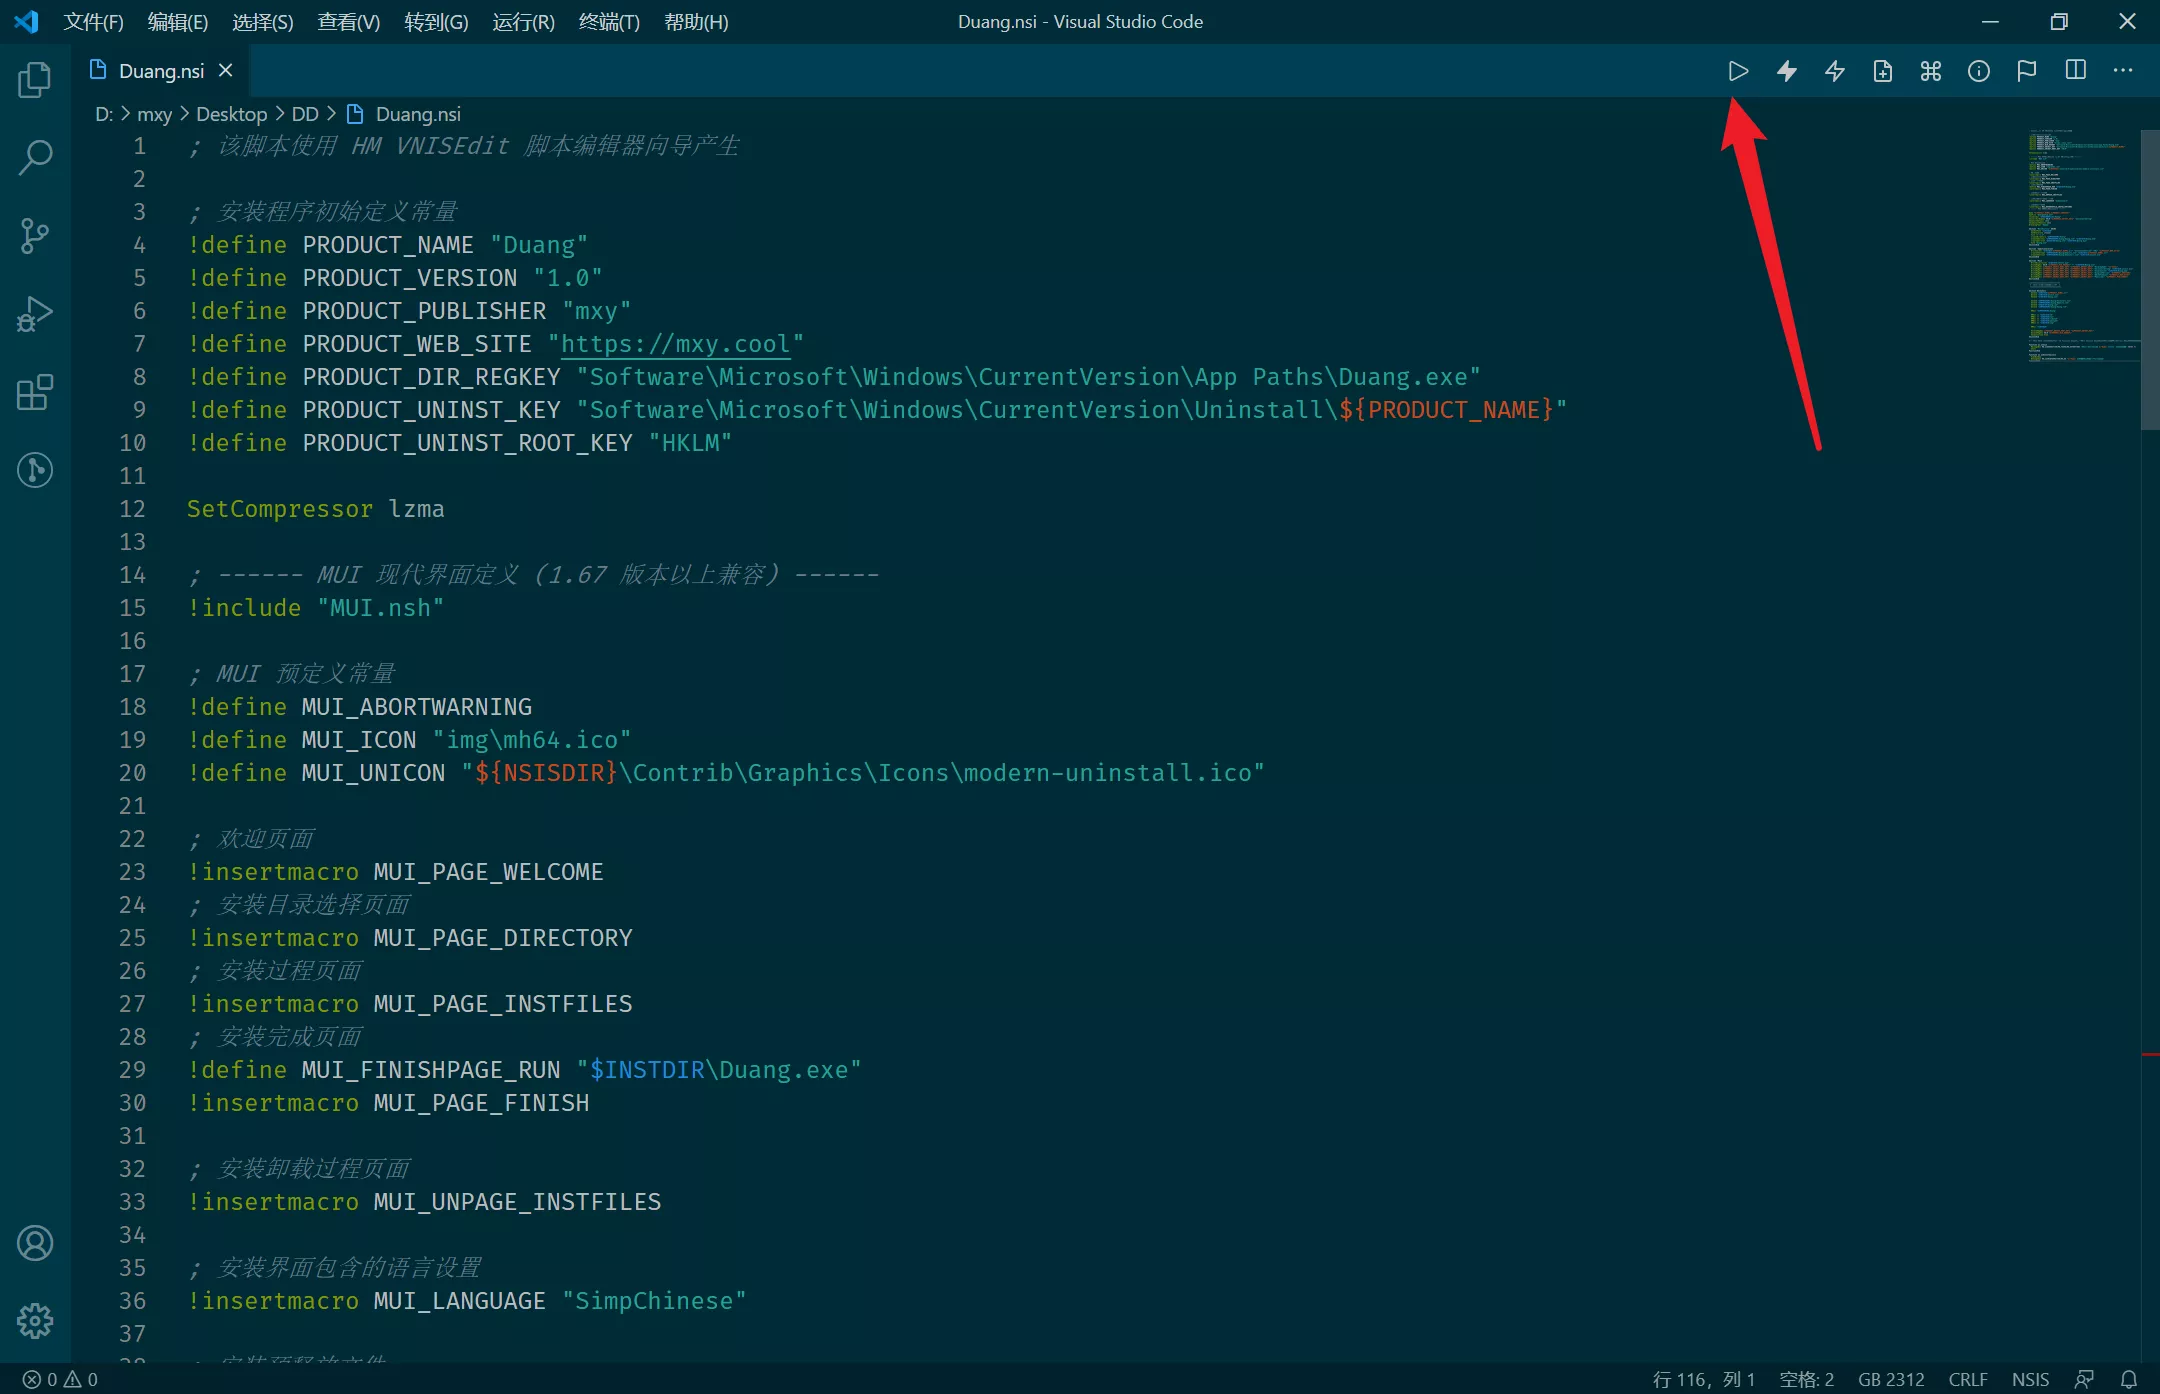 文件(F) 编辑(E) 选择(S) 查看(V) 转到(G) 运行(R) 终端(T) 帮助(H) Duang.nsi - Visual Studio Code
Duang.nsi
D: > mxy > Desktop > DD > Duang.nsi
1 ; 该脚本使用 HM VNISEdit 脚本编辑器向导产生
2
3 ; 安装程序初始定义常量
4 !define PRODUCT_NAME "Duang"
5 !define PRODUCT_VERSION "1.0"
6 !define PRODUCT_PUBLISHER "mxy"
7 !define PRODUCT_WEB_SITE "https://mxy.cool"
8 !define PRODUCT_DIR_REGKEY "Software\Microsoft\Windows\CurrentVersion\App Paths\Duang.exe"
9 !define PRODUCT_UNINST_KEY "Software\Microsoft\Windows\CurrentVersion\Uninstall\${PRODUCT_NAME}"
10 !define PRODUCT_UNINST_ROOT_KEY "HKLM"
11
12 SetCompressor lzma
13
14 ; ------ MUI 现代界面定义 (1.67 版本以上兼容) ------
15 !include "MUI.nsh"
16
17 ; MUI 预定义常量
18 !define MUI_ABORTWARNING
19 !define MUI_ICON "img\mh64.ico"
20 !define MUI_UNICON "${NSISDIR}\Contrib\Graphics\Icons\modern-uninstall.ico"
21
22 ; 欢迎页面
23 !insertmacro MUI_PAGE_WELCOME
24 ; 安装目录选择页面
25 !insertmacro MUI_PAGE_DIRECTORY
26 ; 安装过程页面
27 !insertmacro MUI_PAGE_INSTFILES
28 ; 安装完成页面
29 !define MUI_FINISHPAGE_RUN "$INSTDIR\Duang.exe"
30 !insertmacro MUI_PAGE_FINISH
31
32 ; 安装卸载过程页面
33 !insertmacro MUI_UNPAGE_INSTFILES
34
35 ; 安装界面包含的语言设置
36 !insertmacro MUI_LANGUAGE "SimpChinese"
37
38 ; 安装预释放文件
0 0 行 116，列 1 空格: 2 GB 2312 CRLF NSIS